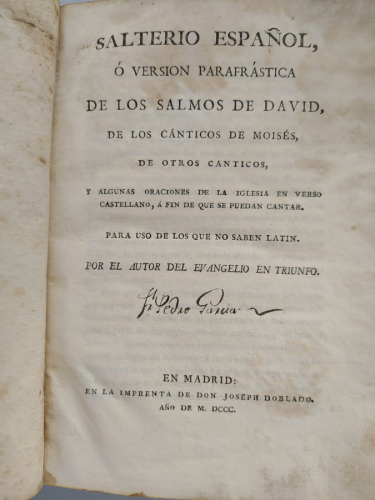 SALTERIO ESPAÑOL,
Ó VERSION PARAFRÁSTICA
DE LOS SALMOS DE DAVID,
DE LOS CÁNTICOS DE MOISÉS,
DE OTROS CANTICOS,
Y ALGUNAS ORACIONES DE LA IGLESIA EN VERSO
CASTELLANO, Á FIN DE QUE SE PUEDAN CANTAR.
PARA USO DE LOS QUE NO SABEN LATIN.
POR EL AUTOR DEL EVANGELIO EN TRIUNFO.
Fr Pedro Garcia
EN MADRID:
EN LA IMPRENTA DE DON JOSEPH DOBLADO.
AÑO DE M. DCCC.